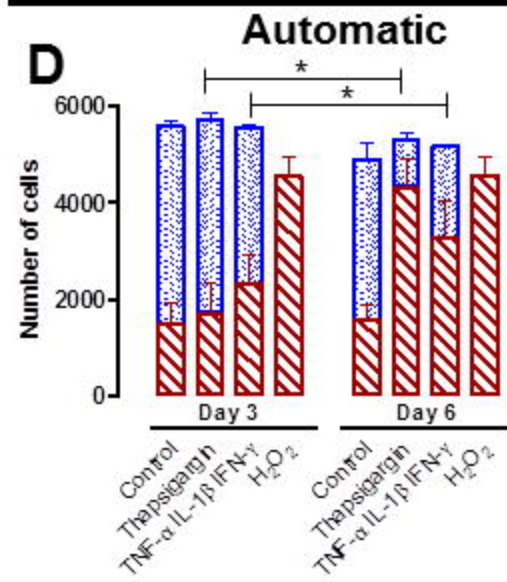 Automatic
D
*
*
6000
4000
2000
0
Number of cells
Day 3
Day 6
Control
Thapsigargin
TNF-α IL-1β IFN-γ
H₂O₂
Control
Thapsigargin
TNF-α IL-1β IFN-γ
H₂O₂